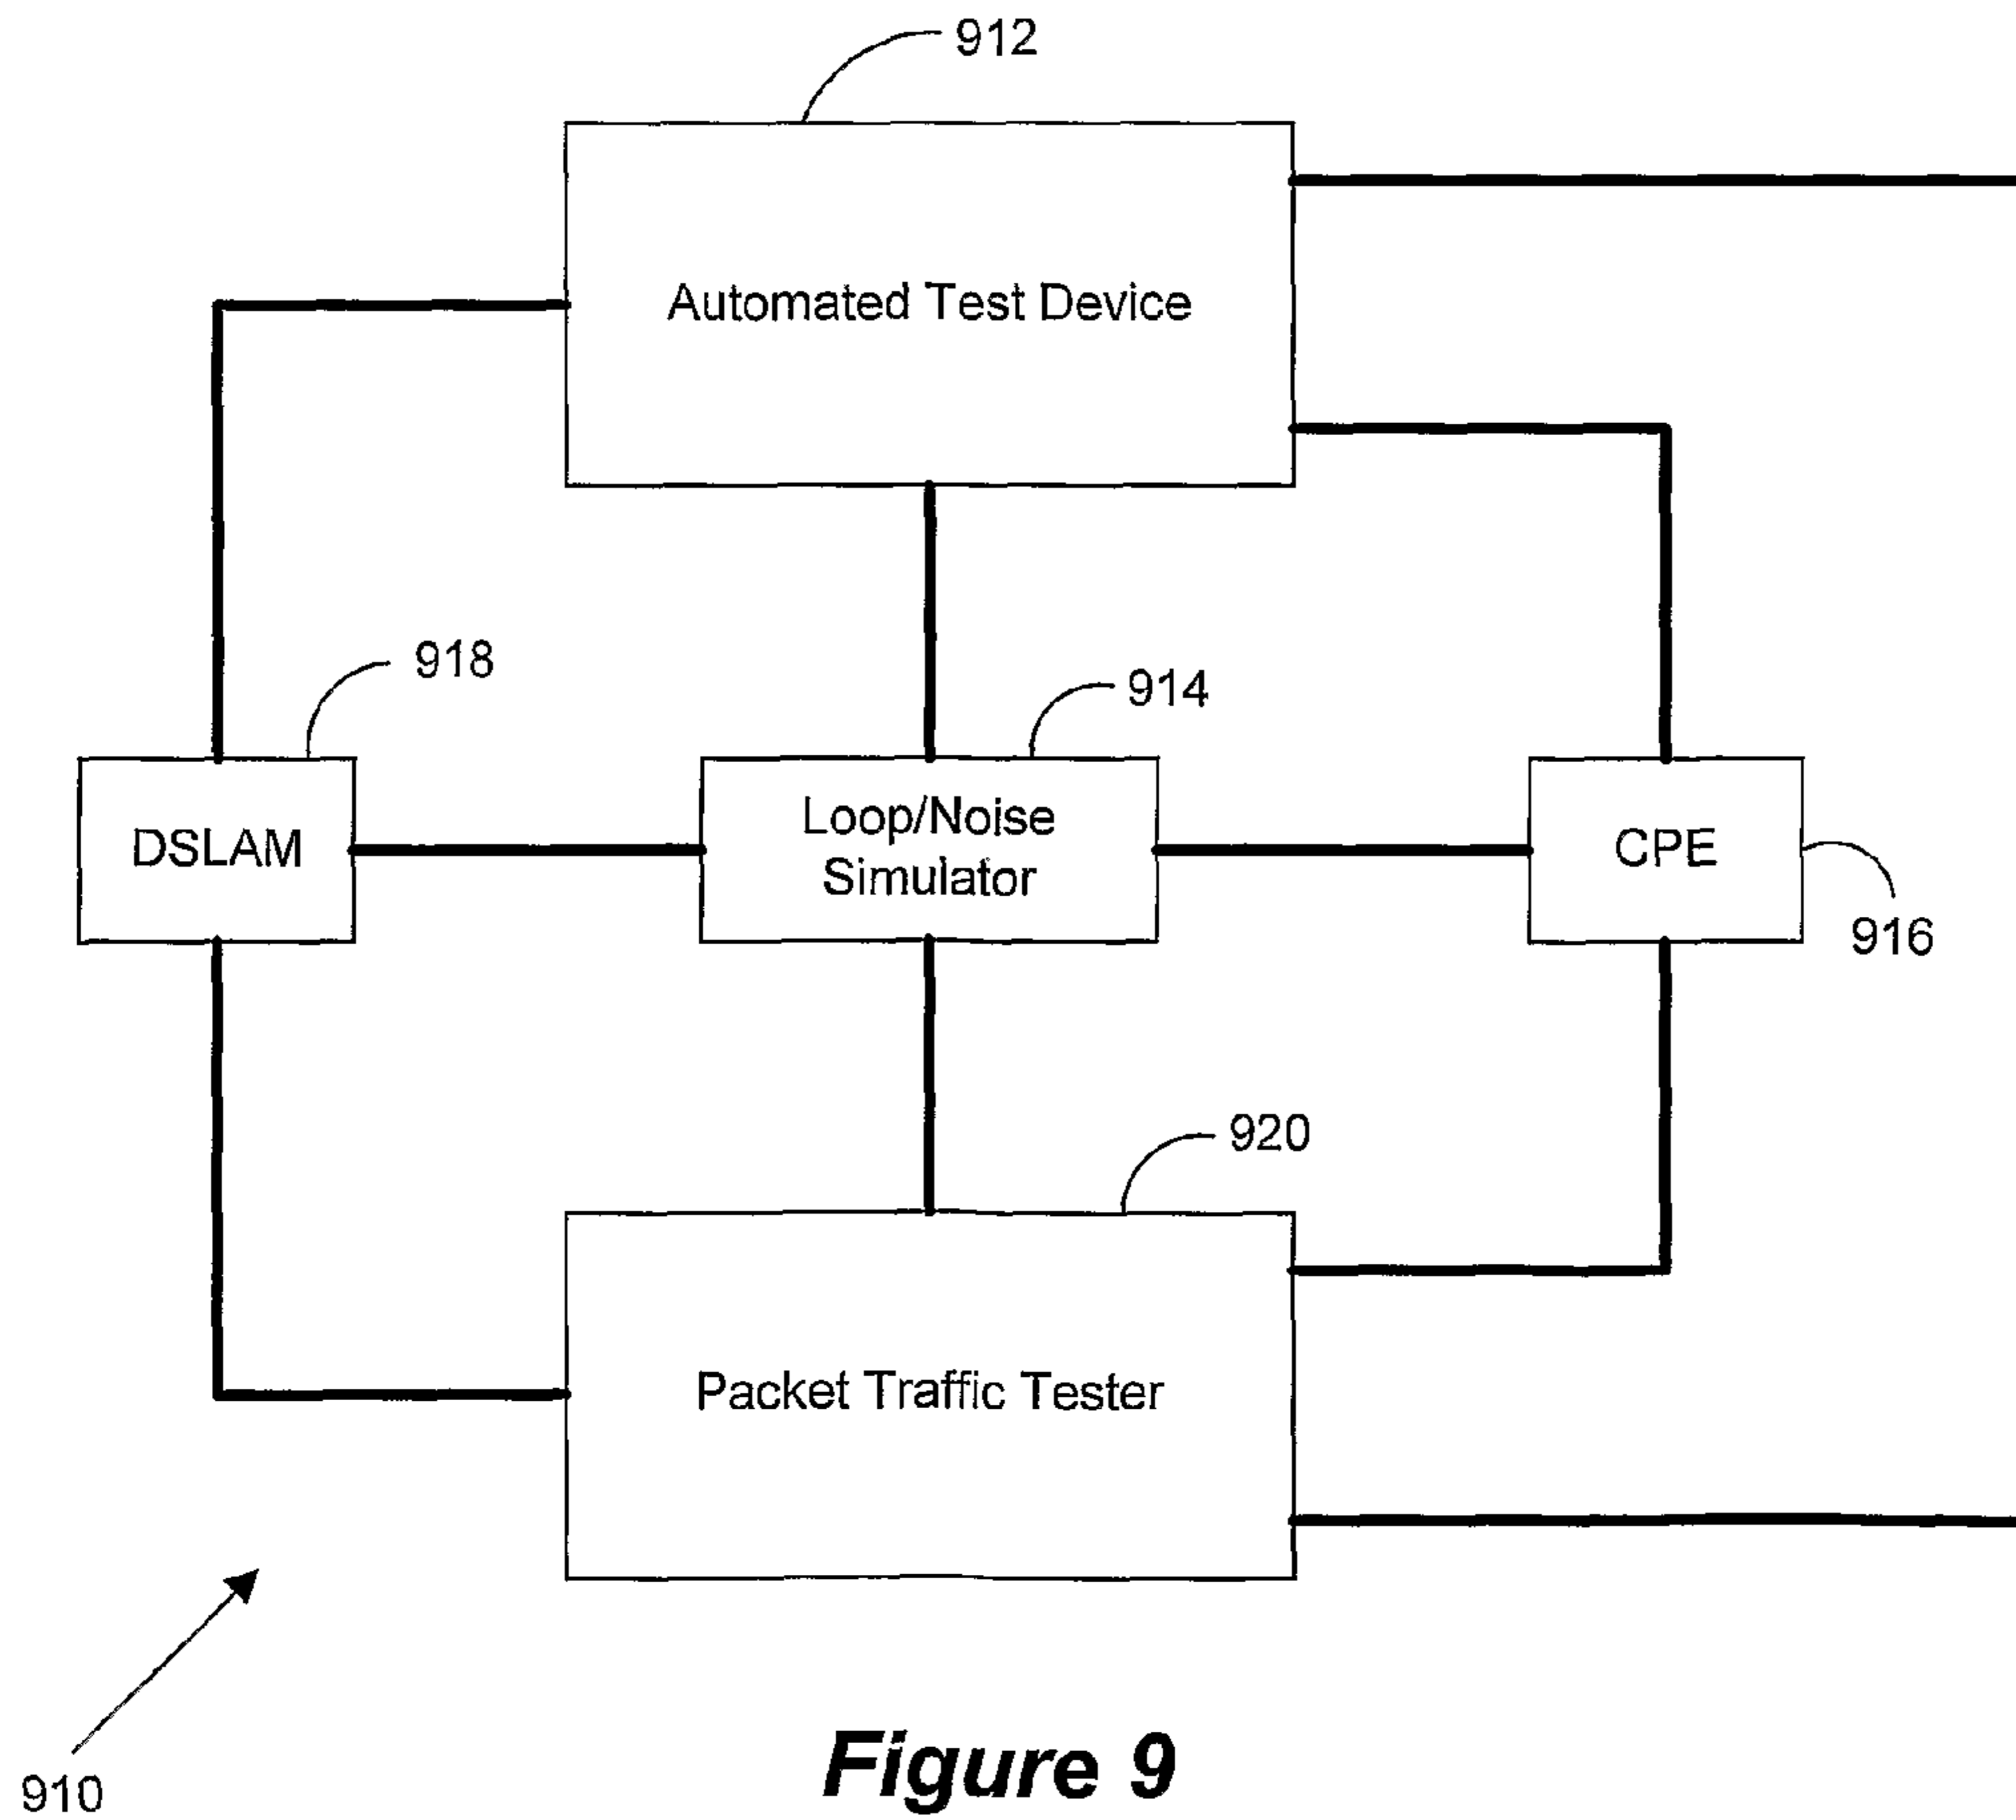 912
Automated Test Device
918
914
DSLAM
Loop/Noise
Simulator
CPE
916
920
Packet Traffic Tester
910
Figure 9